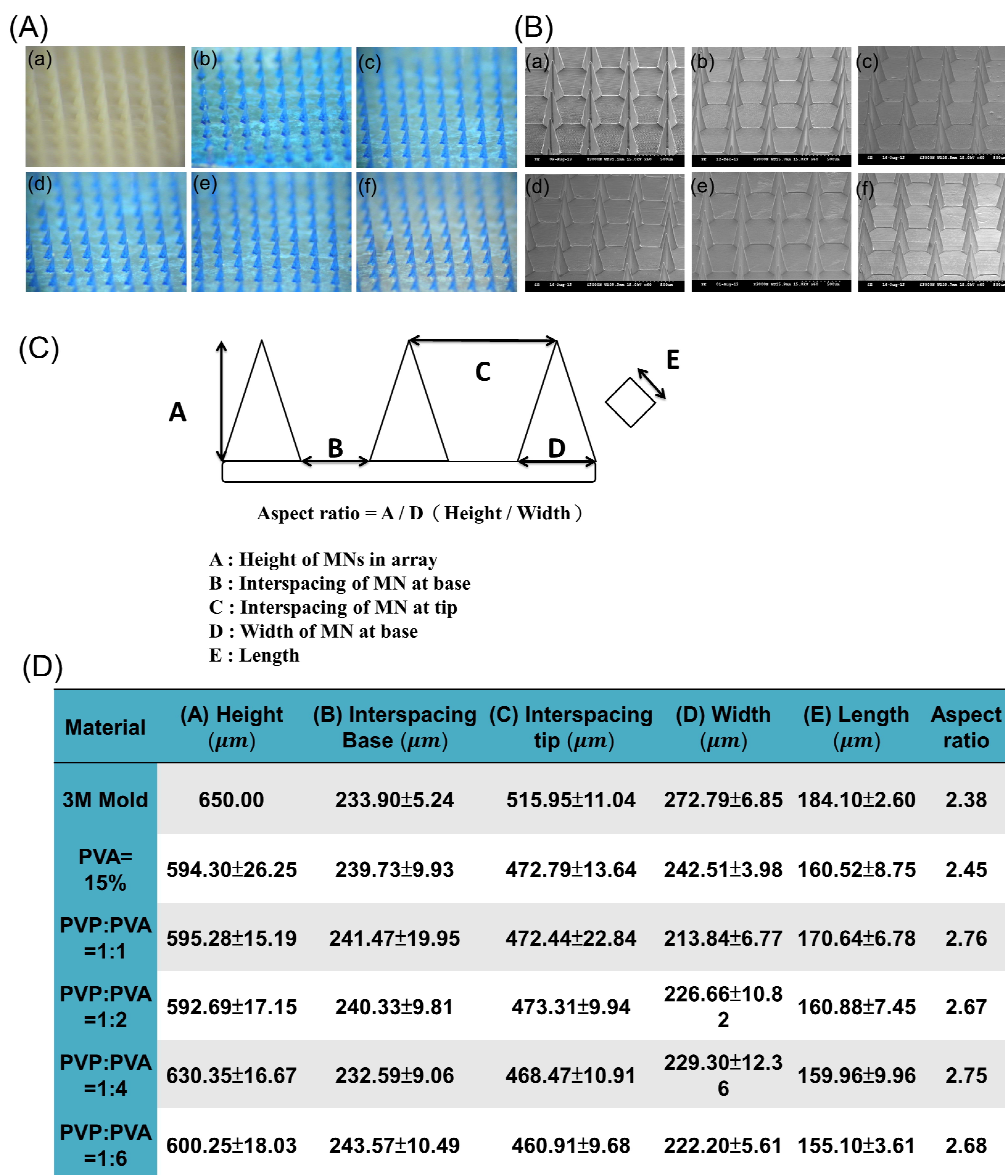 (A)
(B)
(a)
(b)
(c)
(d)
(e)
(f)
(a)
(b)
(c)
(d)
(e)
(f)
(C)
A
B
C
D
E
Aspect ratio = A / D ( Height / Width )
A : Height of MNs in array
B : Interspacing of MN at base
C : Interspacing of MN at tip
D : Width of MN at base
E : Length
(D)
Material (A) Height (μm) (B) Interspacing Base (μm) (C) Interspacing tip (μm) (D) Width (μm) (E) Length (μm) Aspect ratio
3M Mold 650.00 233.90±5.24 515.95±11.04 272.79±6.85 184.10±2.60 2.38
PVA= 15% 594.30±26.25 239.73±9.93 472.79±13.64 242.51±3.98 160.52±8.75 2.45
PVP:PVA =1:1 595.28±15.19 241.47±19.95 472.44±22.84 213.84±6.77 170.64±6.78 2.76
PVP:PVA =1:2 592.69±17.15 240.33±9.81 473.31±9.94 226.66±10.82 160.88±7.45 2.67
PVP:PVA =1:4 630.35±16.67 232.59±9.06 468.47±10.91 229.30±12.36 159.96±9.96 2.75
PVP:PVA =1:6 600.25±18.03 243.57±10.49 460.91±9.68 222.20±5.61 155.10±3.61 2.68